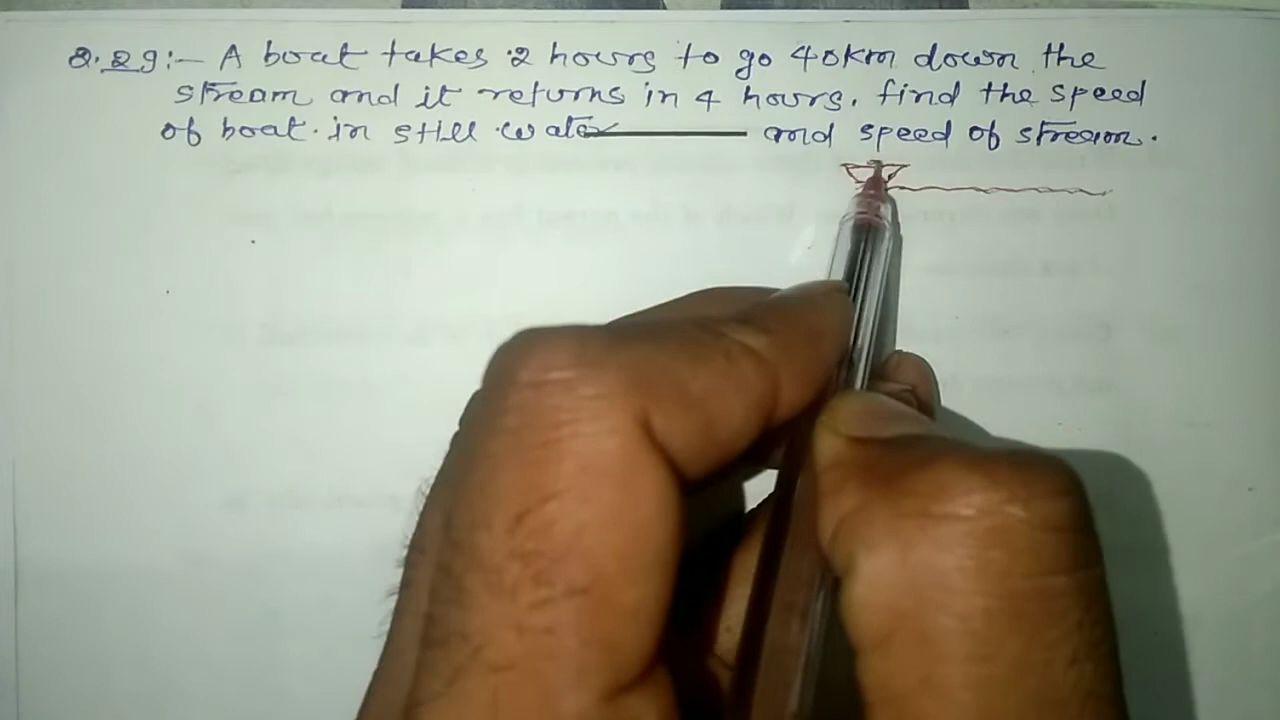 Q.29:- A boat takes 2 hours to go 40km down the
stream and it returns in 4 hours. find the speed
of boat in still water and speed of stream.